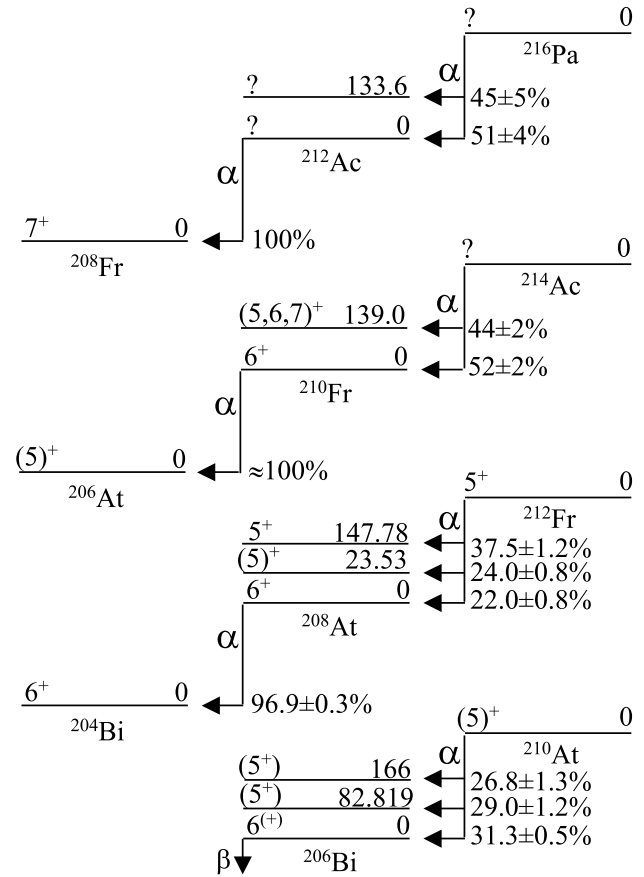 ? 0
²¹⁶Pa
α
? 133.6
45±5%
? 0
51±4%
²¹²Ac
α
7⁺ 0
100%
²⁰⁸Fr
? 0
²¹⁴Ac
α
(5,6,7)⁺ 139.0
44±2%
6⁺ 0
52±2%
²¹⁰Fr
α
(5)⁺ 0
≈100%
²⁰⁶At
5⁺ 0
²¹²Fr
α
5⁺ 147.78
37.5±1.2%
(5)⁺ 23.53
24.0±0.8%
6⁺ 0
22.0±0.8%
²⁰⁸At
α
6⁺ 0
96.9±0.3%
²⁰⁴Bi
(5)⁺ 0
²¹⁰At
α
(5⁺) 166
26.8±1.3%
(5⁺) 82.819
29.0±1.2%
6⁽⁺⁾ 0
31.3±0.5%
β
²⁰⁶Bi